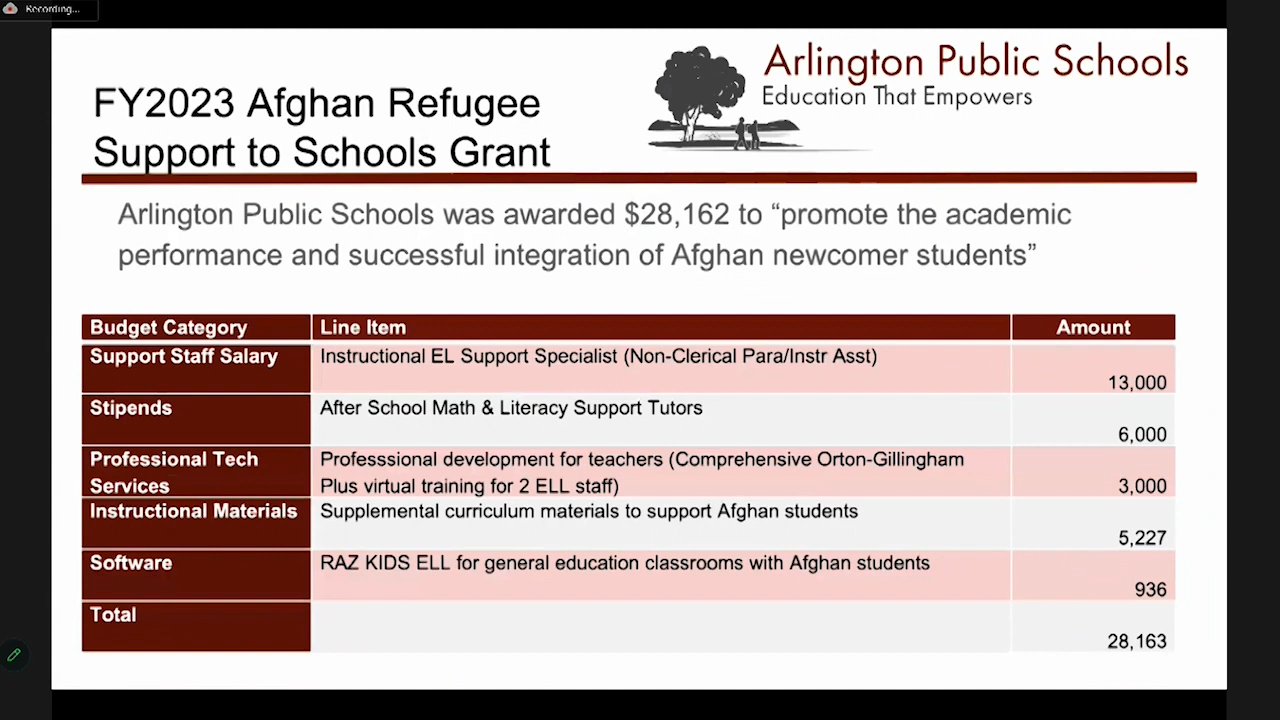 Recording...
Arlington Public Schools
Education That Empowers
FY2023 Afghan Refugee
Support to Schools Grant
Arlington Public Schools was awarded $28,162 to “promote the academic
performance and successful integration of Afghan newcomer students”
Budget Category Line Item Amount
Support Staff Salary Instructional EL Support Specialist (Non-Clerical Para/Instr Asst)
13,000
Stipends After School Math & Literacy Support Tutors
6,000
Professional Tech Professsional development for teachers (Comprehensive Orton-Gillingham
Services Plus virtual training for 2 ELL staff) 3,000
Instructional Materials Supplemental curriculum materials to support Afghan students
5,227
Software RAZ KIDS ELL for general education classrooms with Afghan students
936
Total
28,163